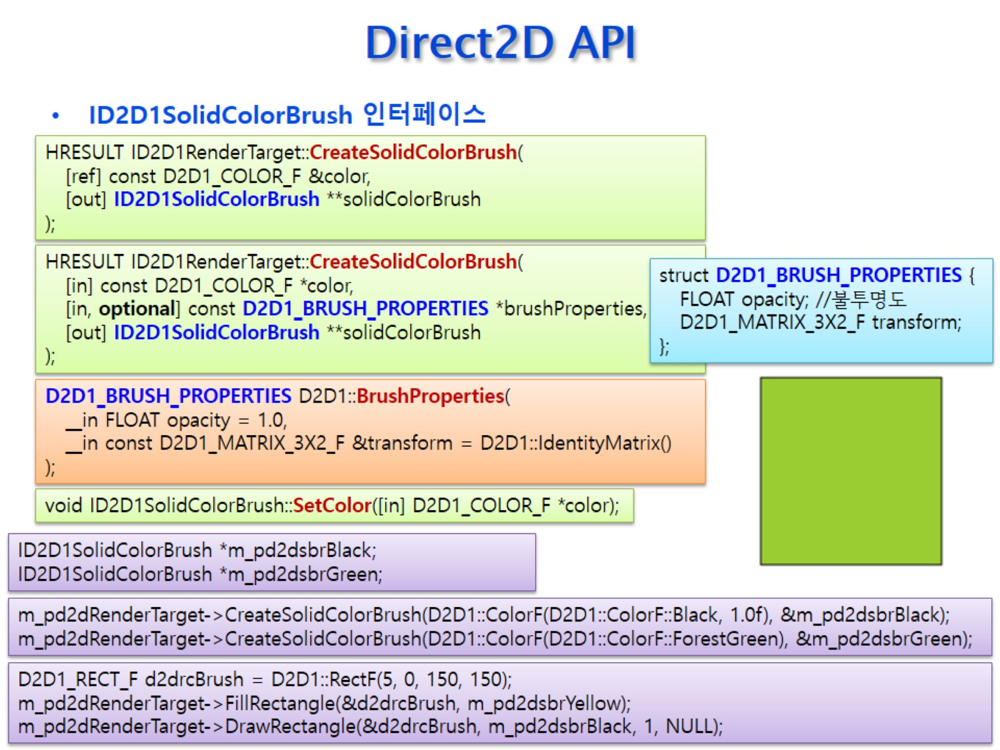 Direct2D API
• ID2D1SolidColorBrush 인터페이스
HRESULT ID2D1RenderTarget::CreateSolidColorBrush(
[ref] const D2D1_COLOR_F &color,
[out] ID2D1SolidColorBrush **solidColorBrush
);
HRESULT ID2D1RenderTarget::CreateSolidColorBrush(
[in] const D2D1_COLOR_F *color,
[in, optional] const D2D1_BRUSH_PROPERTIES *brushProperties,
[out] ID2D1SolidColorBrush **solidColorBrush
);
struct D2D1_BRUSH_PROPERTIES {
FLOAT opacity; //불투명도
D2D1_MATRIX_3X2_F transform;
};
D2D1_BRUSH_PROPERTIES D2D1::BrushProperties(
__in FLOAT opacity = 1.0,
__in const D2D1_MATRIX_3X2_F &transform = D2D1::IdentityMatrix()
);
void ID2D1SolidColorBrush::SetColor([in] D2D1_COLOR_F *color);
ID2D1SolidColorBrush *m_pd2dsbrBlack;
ID2D1SolidColorBrush *m_pd2dsbrGreen;
m_pd2dRenderTarget->CreateSolidColorBrush(D2D1::ColorF(D2D1::ColorF::Black, 1.0f), &m_pd2dsbrBlack);
m_pd2dRenderTarget->CreateSolidColorBrush(D2D1::ColorF(D2D1::ColorF::ForestGreen), &m_pd2dsbrGreen);
D2D1_RECT_F d2drcBrush = D2D1::RectF(5, 0, 150, 150);
m_pd2dRenderTarget->FillRectangle(&d2drcBrush, m_pd2dsbrYellow);
m_pd2dRenderTarget->DrawRectangle(&d2drcBrush, m_pd2dsbrBlack, 1, NULL);